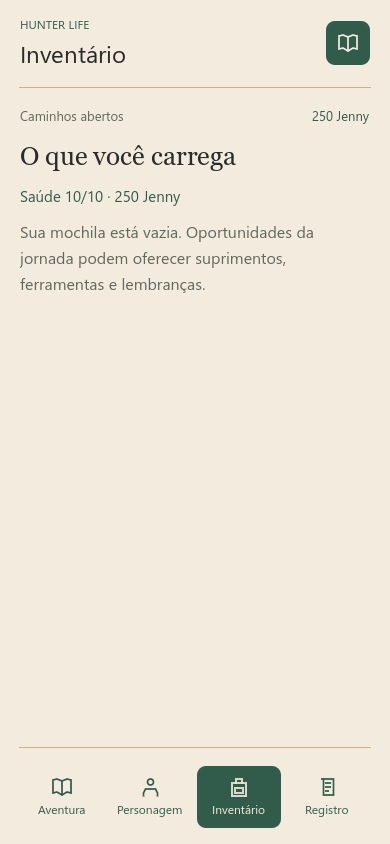 HUNTER LIFE
Inventário
Caminhos abertos
250 Jenny
O que você carrega
Saúde 10/10 · 250 Jenny
Sua mochila está vazia. Oportunidades da
jornada podem oferecer suprimentos,
ferramentas e lembranças.
Aventura
Personagem
Inventário
Registro